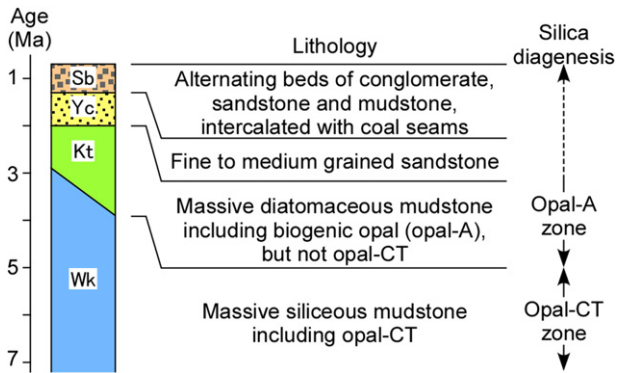 Age
(Ma)
Lithology
Silica
diagenesis
1
Sb
Alternating beds of conglomerate,
sandstone and mudstone,
intercalated with coal seams
Yc
Kt
Fine to medium grained sandstone
3
Massive diatomaceous mudstone
including biogenic opal (opal-A),
but not opal-CT
Opal-A
zone
5
Wk
Massive siliceous mudstone
including opal-CT
Opal-CT
zone
7